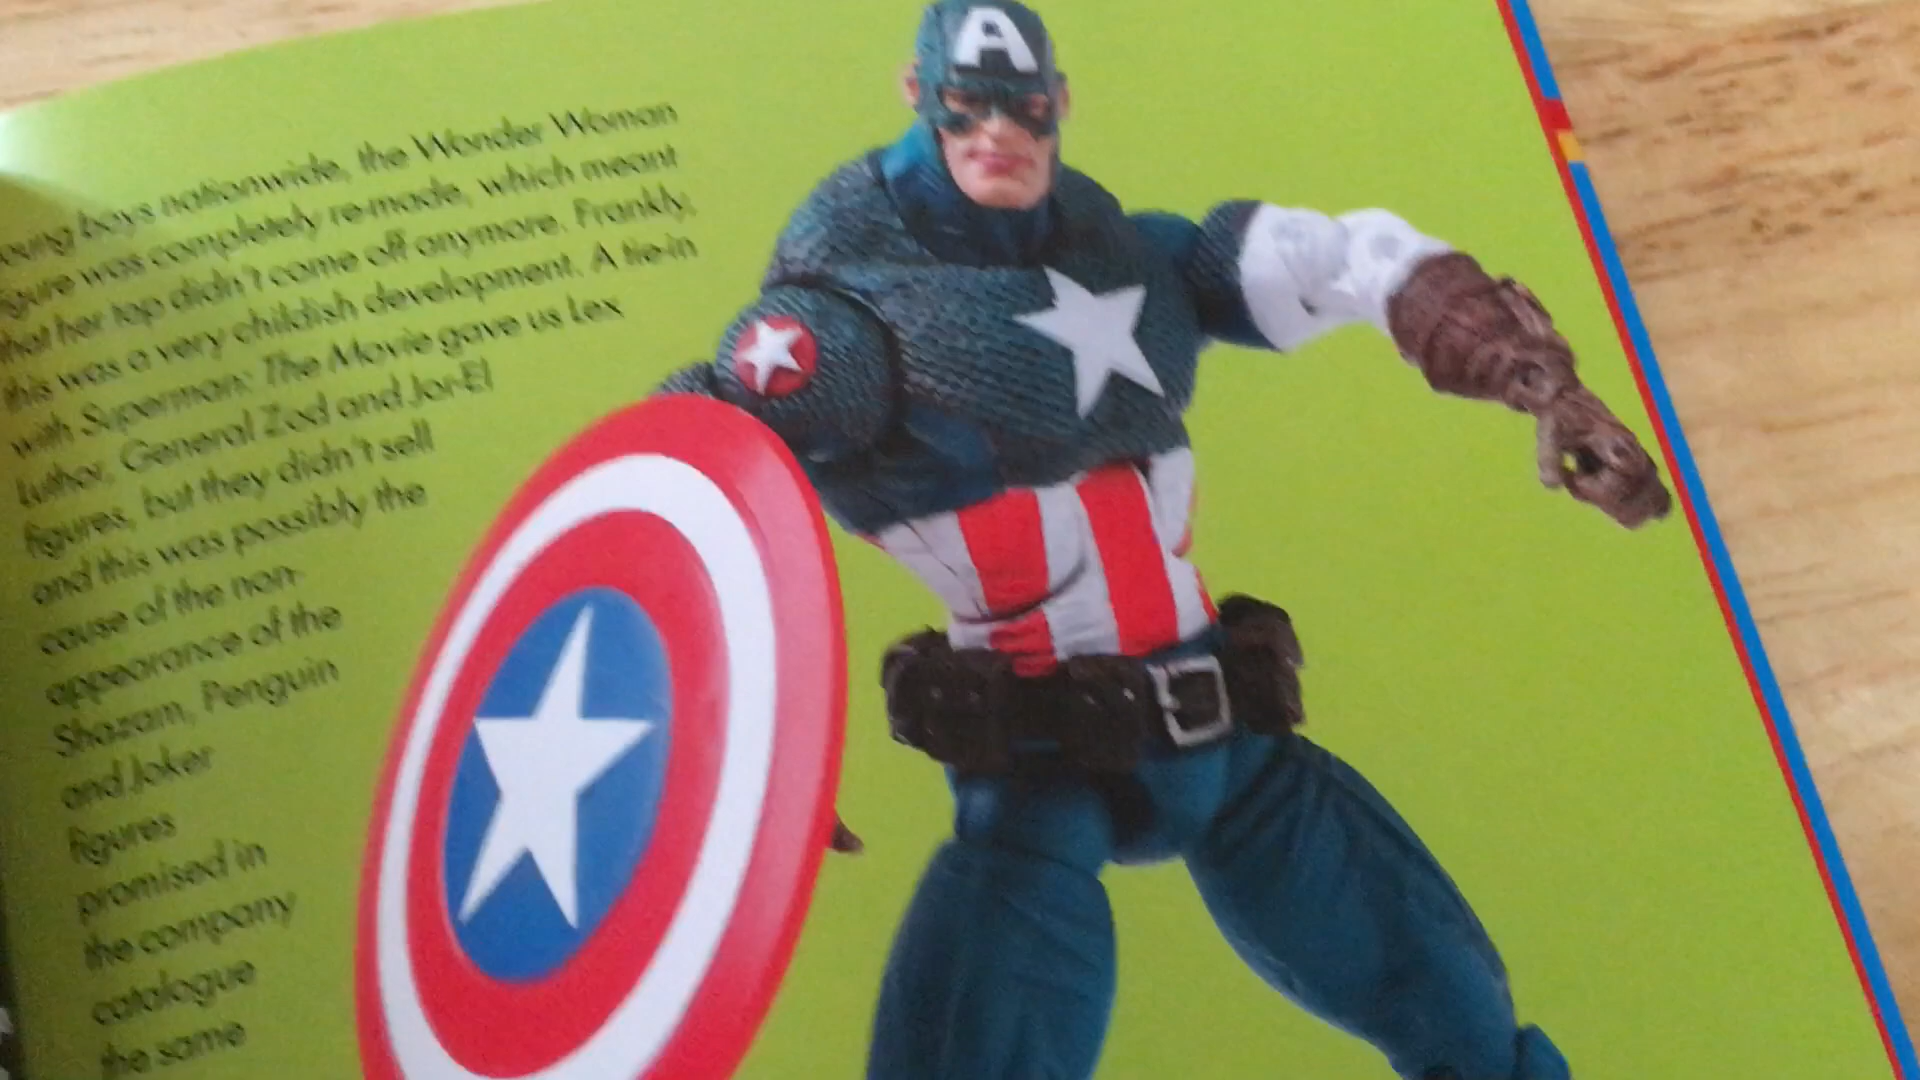 A
young boys nationwide, the Wonder Woman
figure was completely re-made, which meant
that her top didn't come off anymore. Frankly,
this was a very childish development. A tie-in
with Superman: The Movie gave us Lex
Luthor, General Zod and Jor-El
figures, but they didn't sell
and this was possibly the
cause of the non-
appearance of the
Shazam, Penguin
and Joker
figures
promised in
the company
catalogue
the same